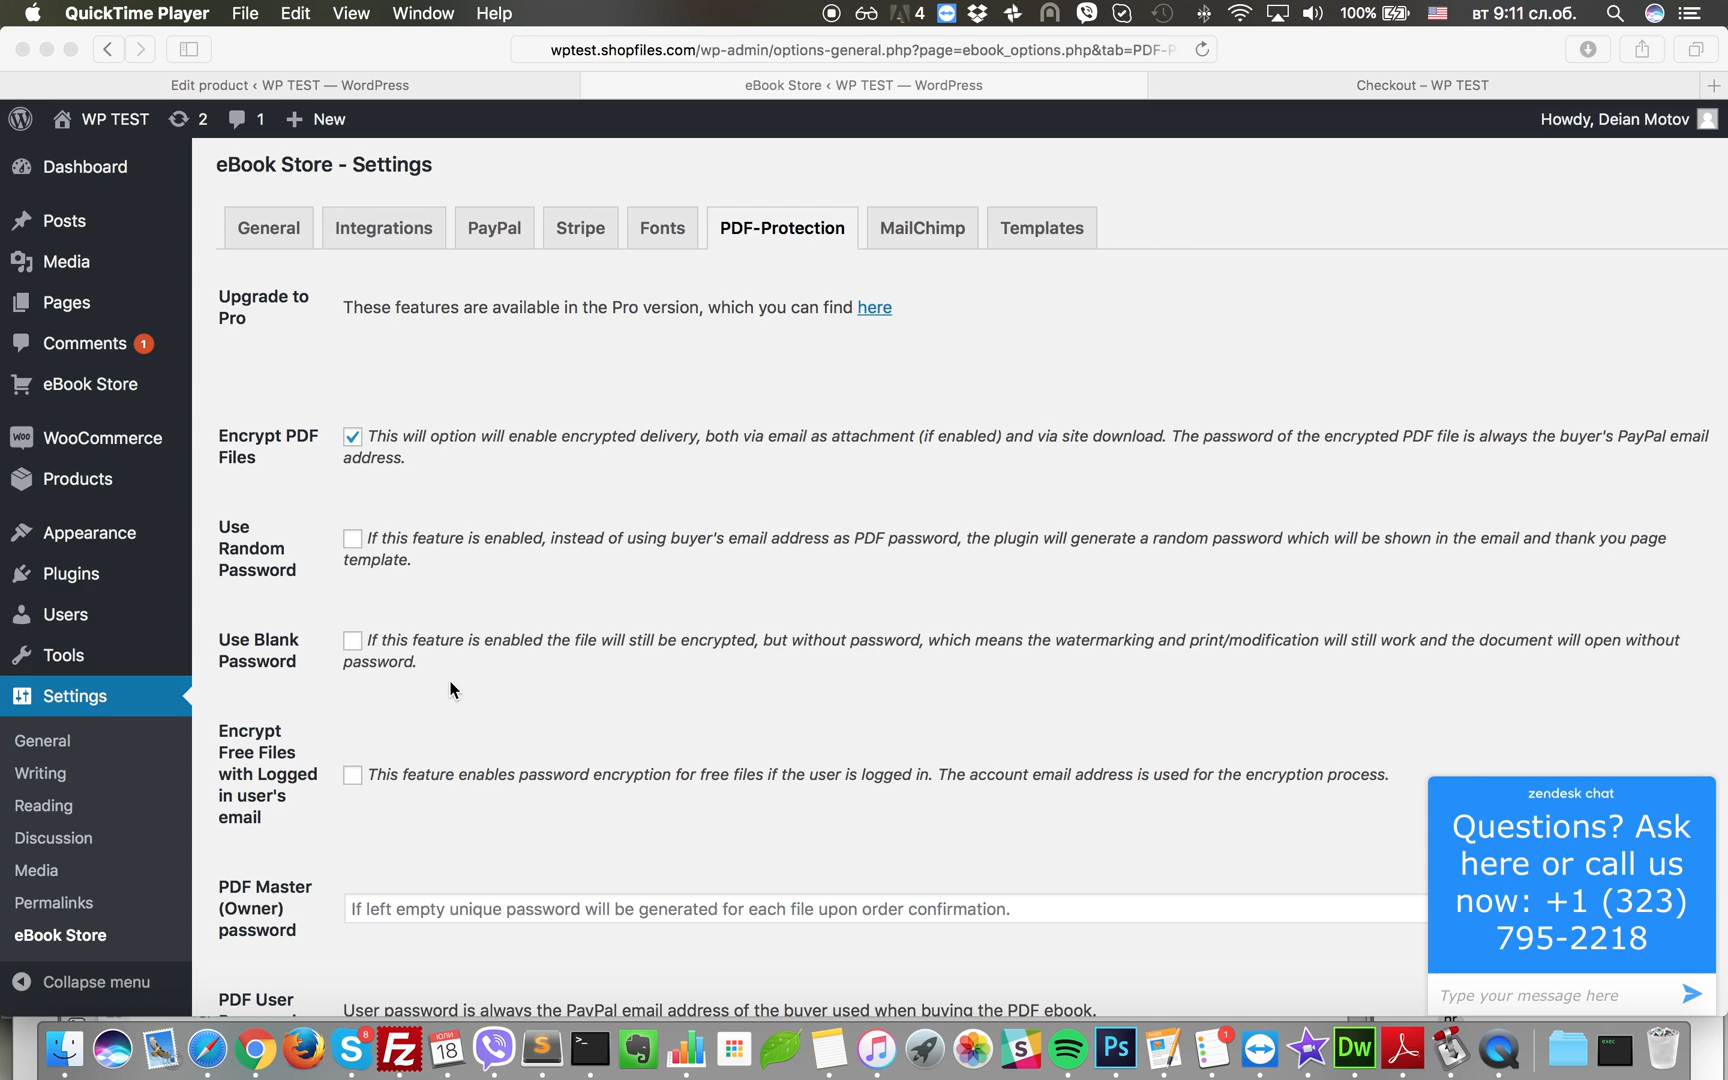 QuickTime Player File Edit View Window Help
4 100% вт 9:11 сл.об.
wptest.shopfiles.com/wp-admin/options-general.php?page=ebook_options.php&tab=PDF-P
Edit product ‹ WP TEST — WordPress
eBook Store ‹ WP TEST — WordPress
Checkout – WP TEST
WP TEST 2 1 New
Howdy, Deian Motov
Dashboard
Posts
Media
Pages
Comments 1
eBook Store
WooCommerce
Products
Appearance
Plugins
Users
Tools
Settings
General
Writing
Reading
Discussion
Media
Permalinks
eBook Store
Collapse menu
eBook Store - Settings
General Integrations PayPal Stripe Fonts PDF-Protection MailChimp Templates
Upgrade to
Pro
These features are available in the Pro version, which you can find here
Encrypt PDF
Files
This will option will enable encrypted delivery, both via email as attachment (if enabled) and via site download. The password of the encrypted PDF file is always the buyer's PayPal email
address.
Use
Random
Password
If this feature is enabled, instead of using buyer's email address as PDF password, the plugin will generate a random password which will be shown in the email and thank you page
template.
Use Blank
Password
If this feature is enabled the file will still be encrypted, but without password, which means the watermarking and print/modification will still work and the document will open without
password.
Encrypt
Free Files
with Logged
in user's
email
This feature enables password encryption for free files if the user is logged in. The account email address is used for the encryption process.
PDF Master
(Owner)
password
If left empty unique password will be generated for each file upon order confirmation.
PDF User
User password is always the PayPal email address of the buyer used when buying the PDF ebook.
zendesk chat
Questions? Ask
here or call us
now: +1 (323)
795-2218
Type your message here
8
Fz
ЮЛИ
18
S
1
Ps
Dw
exec